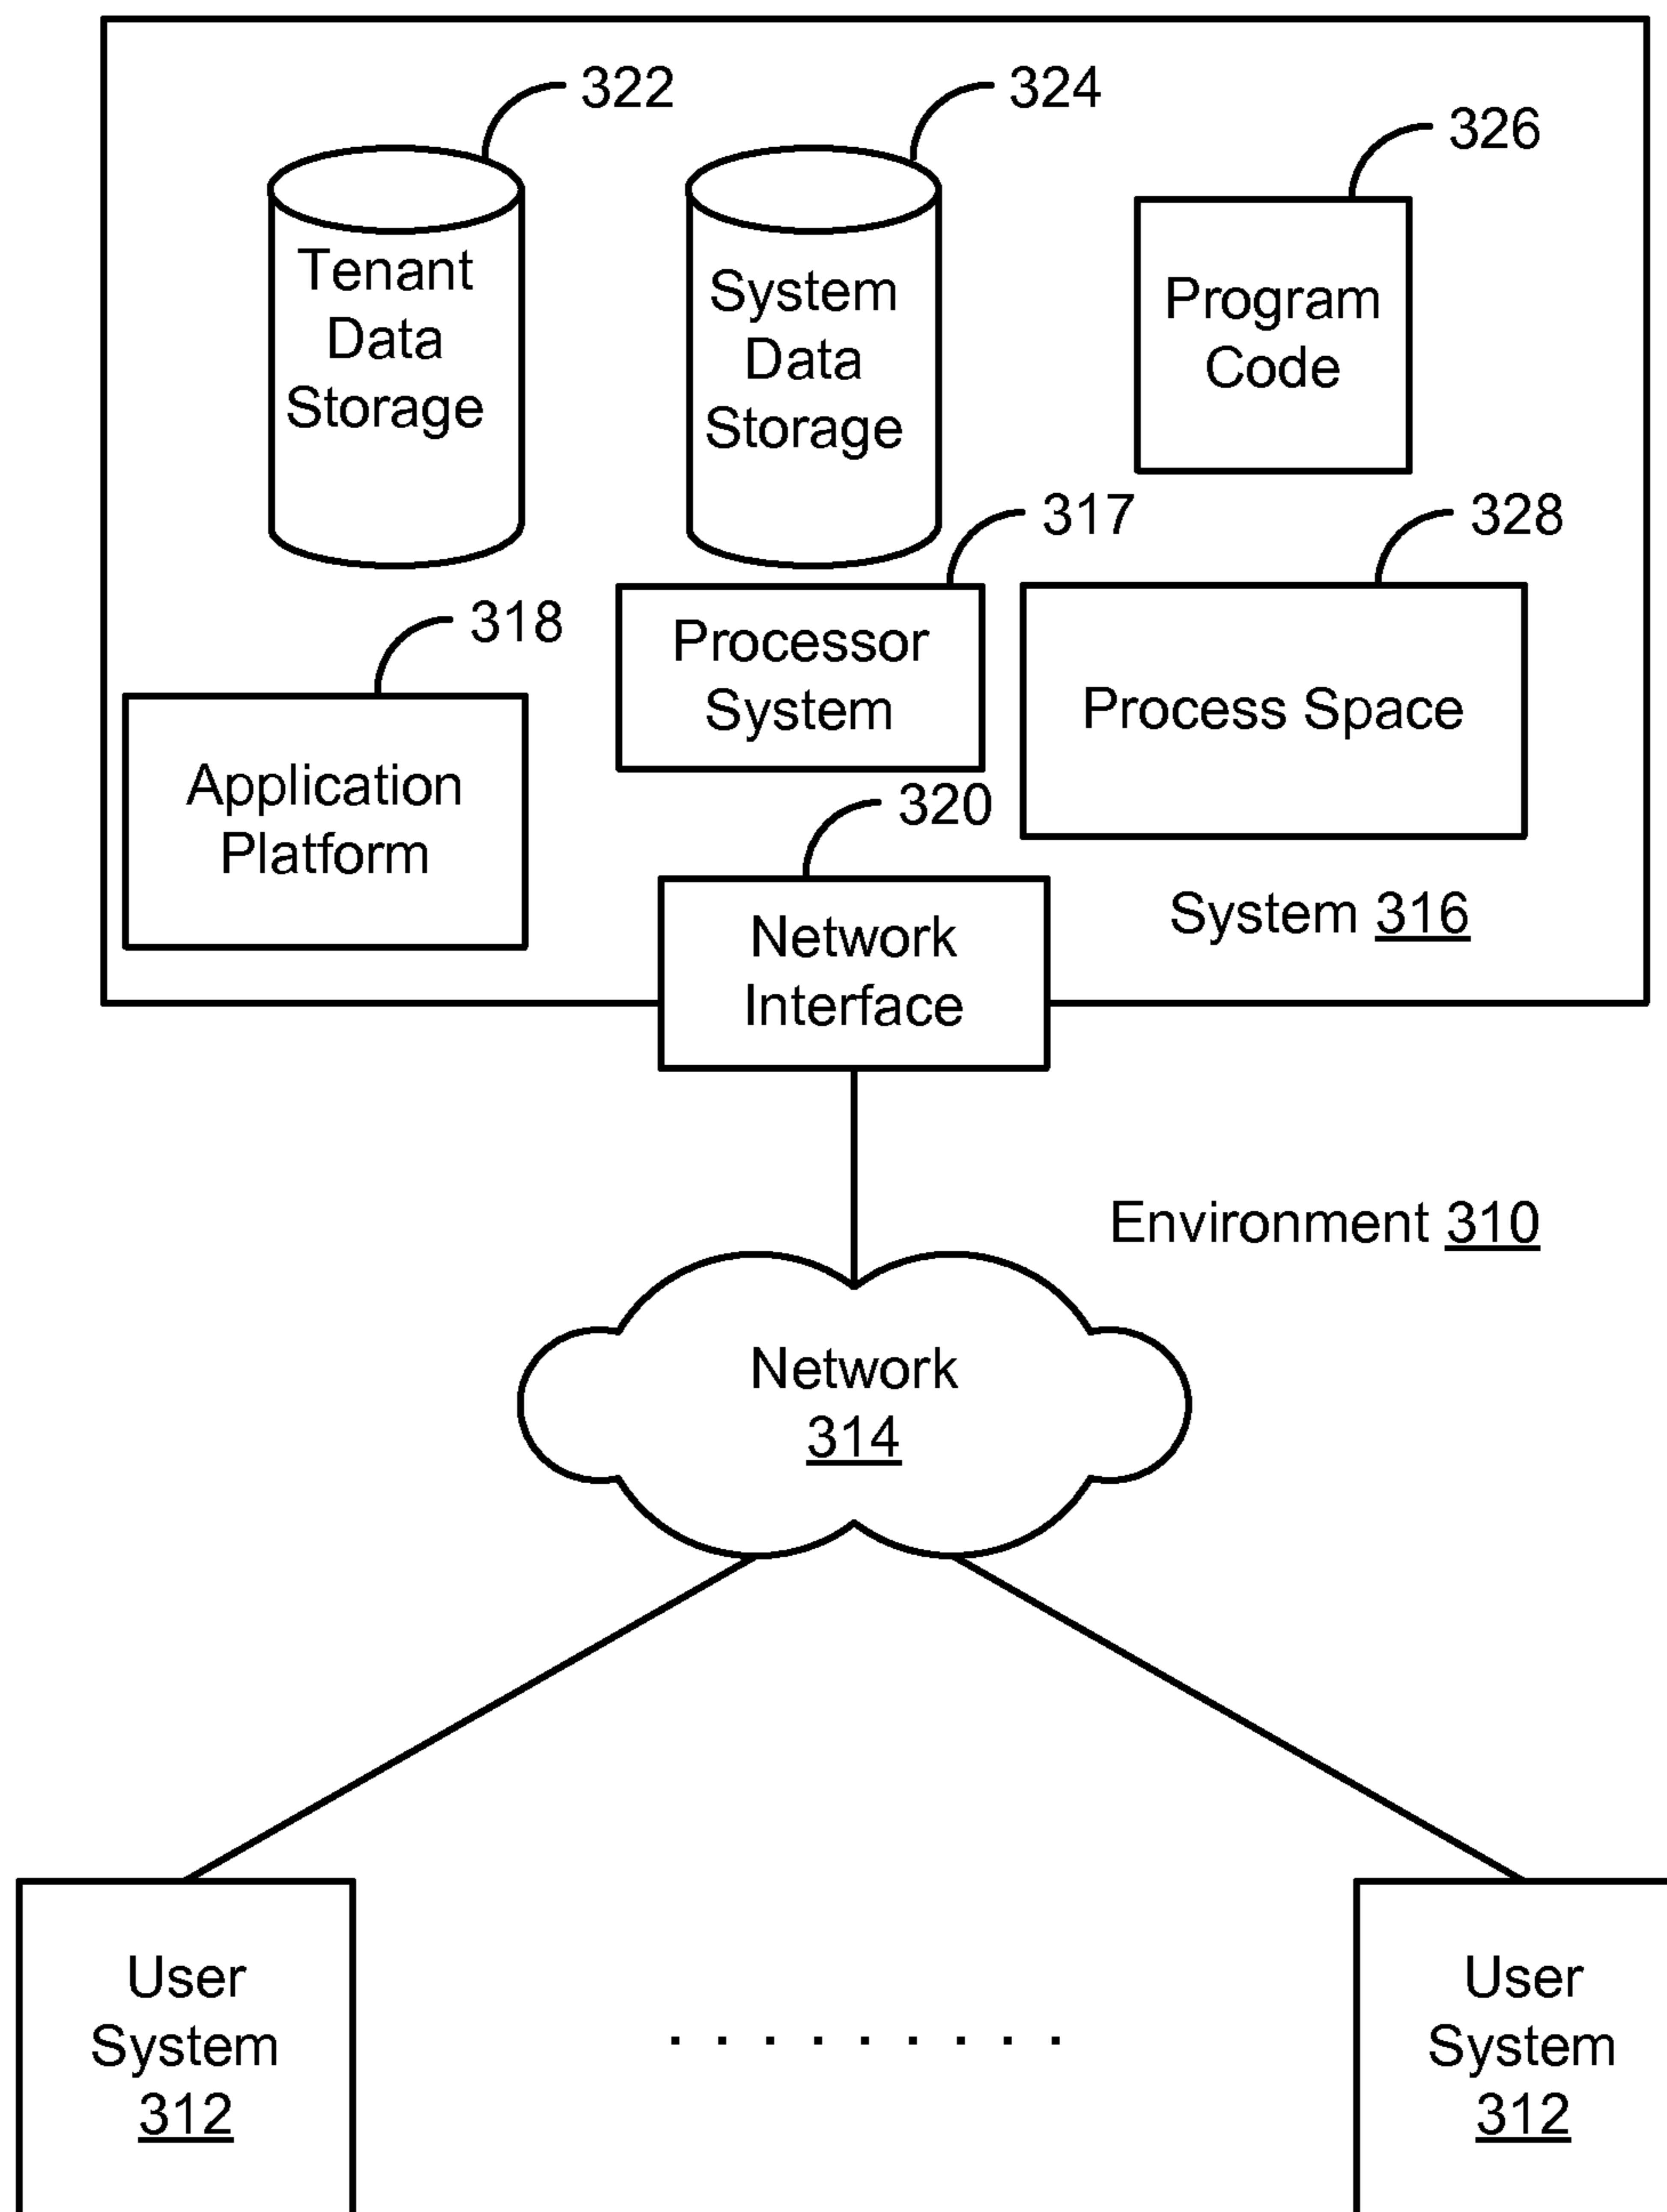 322
324
326
Tenant
Data
Storage
System
Data
Storage
Program
Code
317
328
318
Processor
System
Process Space
Application
Platform
320
Network
Interface
System 316
Environment 310
Network
314
User
System
312
. . . . . . . . .
User
System
312